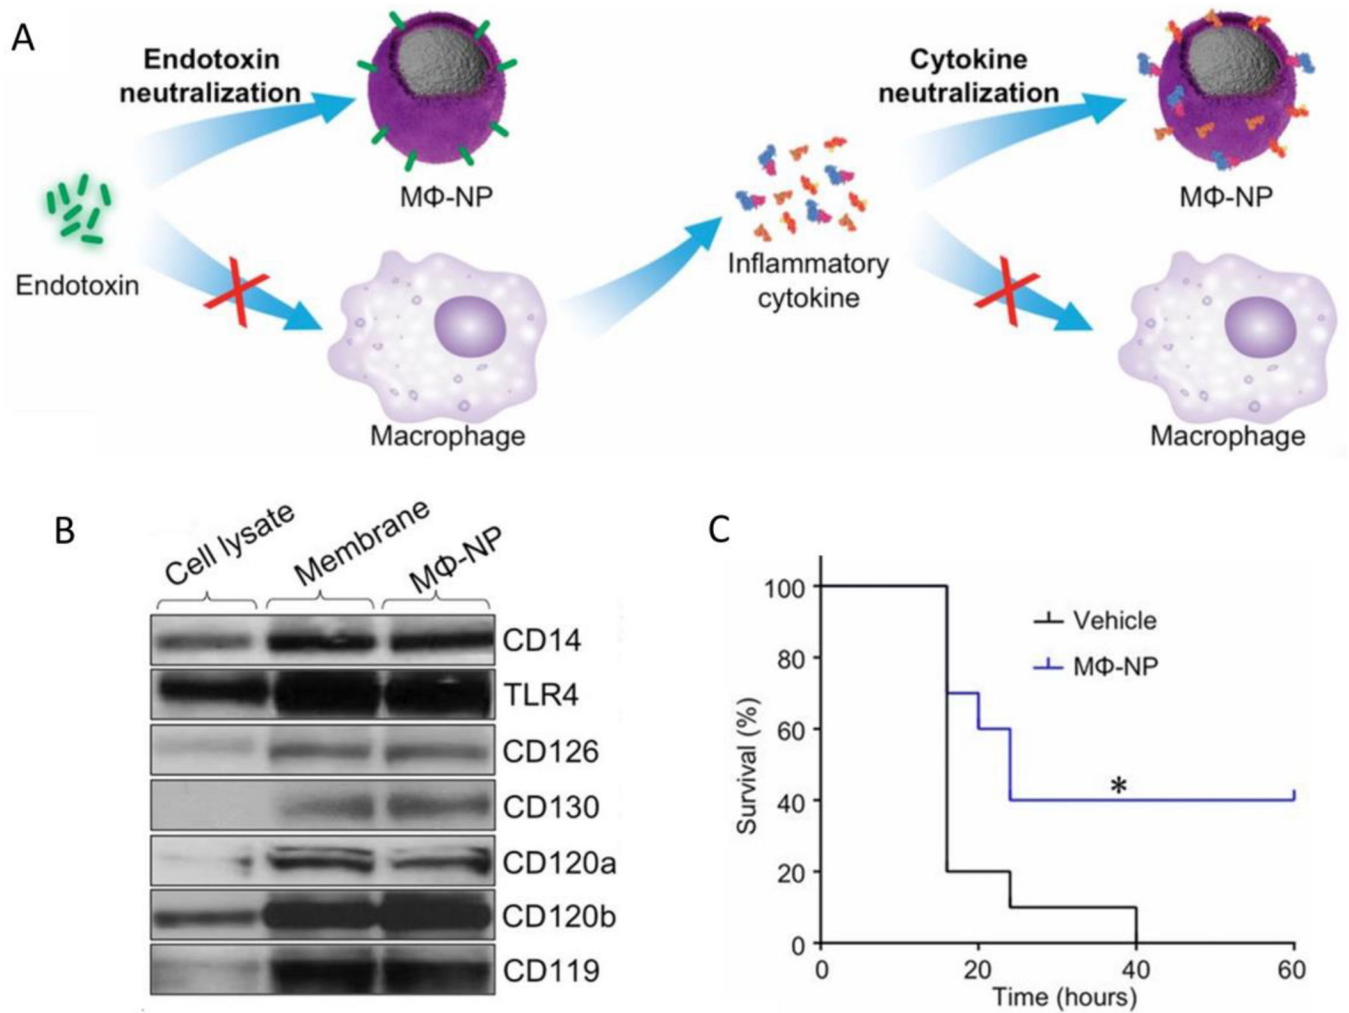 A
Endotoxin
neutralization
MΦ-NP
Endotoxin
Macrophage
Inflammatory
cytokine
Cytokine
neutralization
MΦ-NP
Macrophage
B
Cell lysate
Membrane
MΦ-NP
CD14
TLR4
CD126
CD130
CD120a
CD120b
CD119
C
Survival (%)
100
80
60
40
20
0
Vehicle
MΦ-NP
*
0 20 40 60
Time (hours)